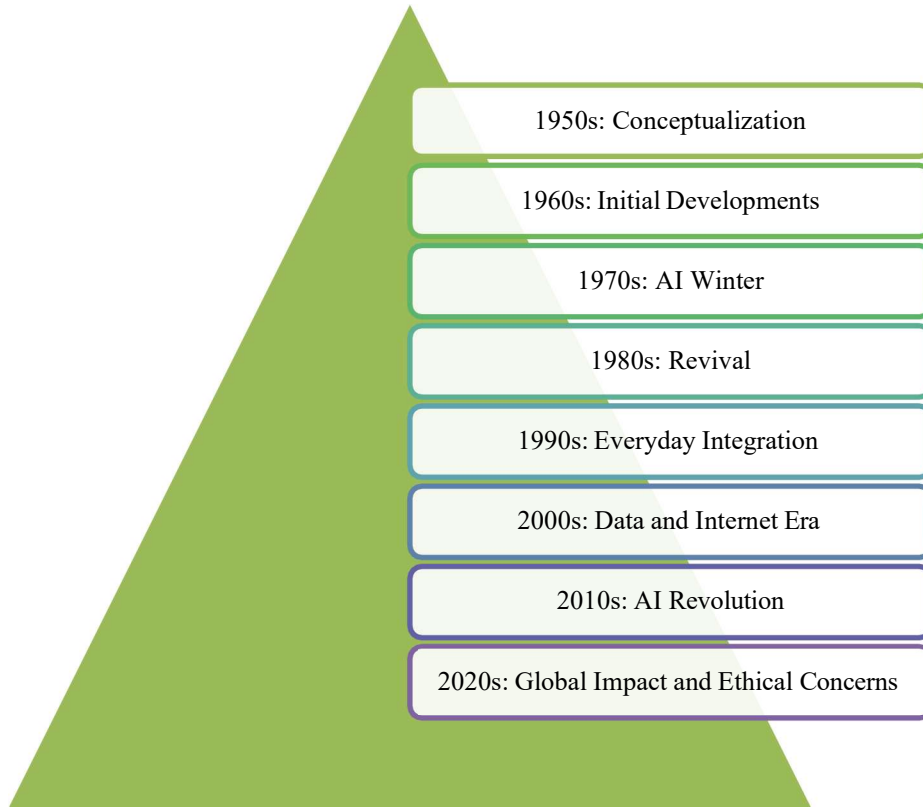 1950s: Conceptualization
1960s: Initial Developments
1970s: AI Winter
1980s: Revival
1990s: Everyday Integration
2000s: Data and Internet Era
2010s: AI Revolution
2020s: Global Impact and Ethical Concerns